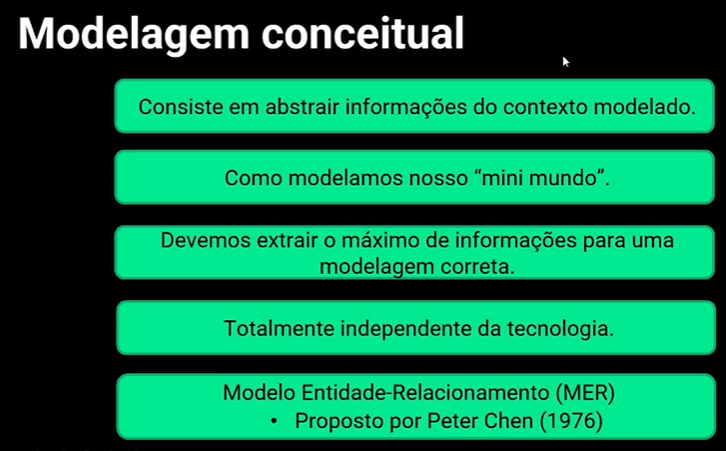 Modelagem conceitual
Consiste em abstrair informações do contexto modelado.
Como modelamos nosso “mini mundo”.
Devemos extrair o máximo de informações para uma
modelagem correta.
Totalmente independente da tecnologia.
Modelo Entidade-Relacionamento (MER)
• Proposto por Peter Chen (1976)